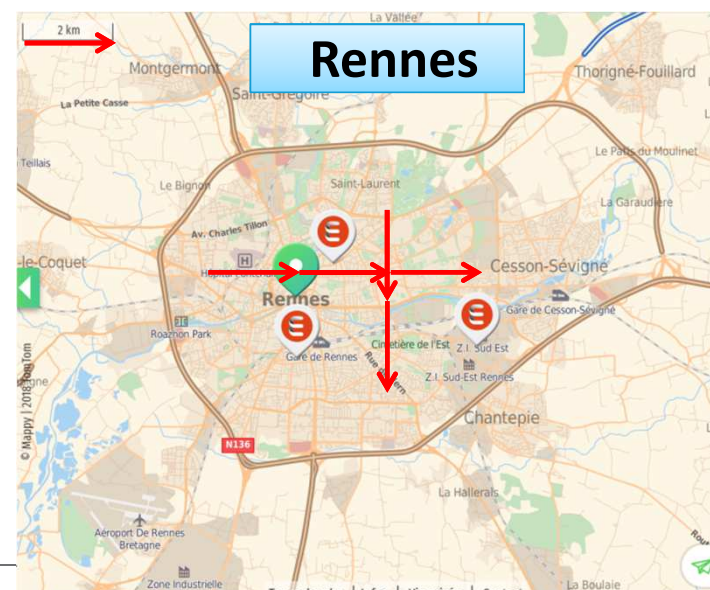 2 km
La Vallée
Rennes
Montgermont
Thorigné-Fouillard
La Petite Casse
Saint-Grégoire
Teillais
Le Bignon
Saint-Laurent
La Garaudière
Av. Charles Tillon
H
-le-Coquet
Cesson-Sévigné
Rennes
Gare de Cesson-Sévigné
Roazhon Park
Gare de Rennes
Cimetière de l'Est
Z.I. Sud Est
Z.I. Sud-Est Rennes
Chantepie
N136
© Mappy | 2018 TomTom
La Hallerais
Aéroport De Rennes
Bretagne
Zone Industrielle
La Boulaie